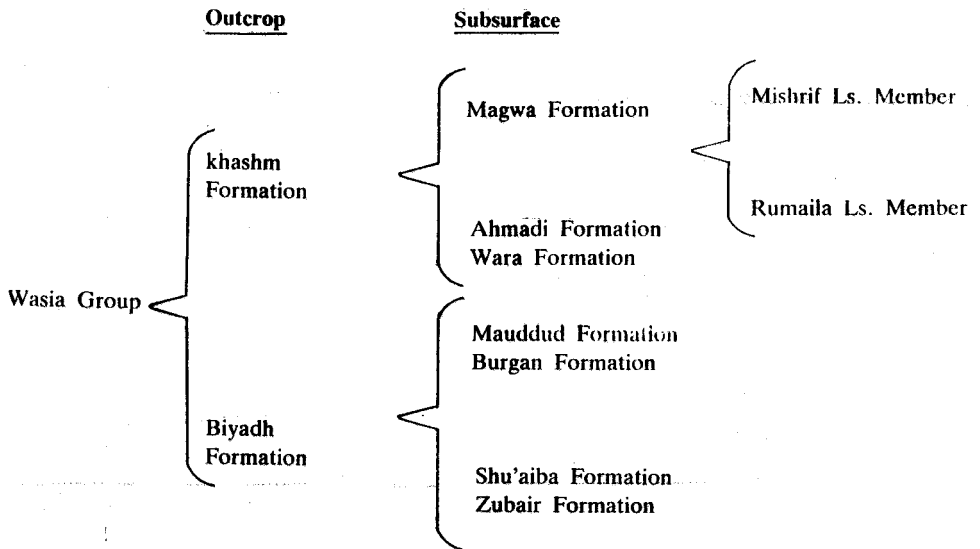 Outcrop
Subsurface
Magwa Formation
Mishrif Ls. Member
khashm
Formation
Rumaila Ls. Member
Ahmadi Formation
Wara Formation
Wasia Group
Mauddud Formation
Burgan Formation
Biyadh
Formation
Shu'aiba Formation
Zubair Formation